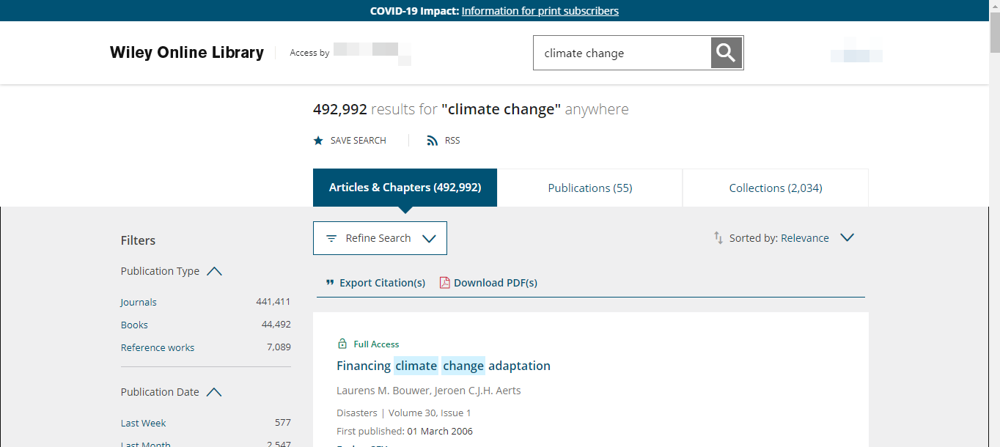 COVID-19 Impact: Information for print subscribers
Wiley Online Library
Access by
climate change
492,992 results for "climate change" anywhere
SAVE SEARCH
RSS
Articles & Chapters (492,992)
Publications (55)
Collections (2,034)
Filters
Refine Search
Sorted by: Relevance
Publication Type
Export Citation(s)
Download PDF(s)
Journals 441,411
Books 44,492
Reference works 7,089
Full Access
Financing climate change adaptation
Laurens M. Bouwer, Jeroen C.J.H. Aerts
Publication Date
Disasters | Volume 30, Issue 1
Last Week 577
First published: 01 March 2006
Last Month 2,547